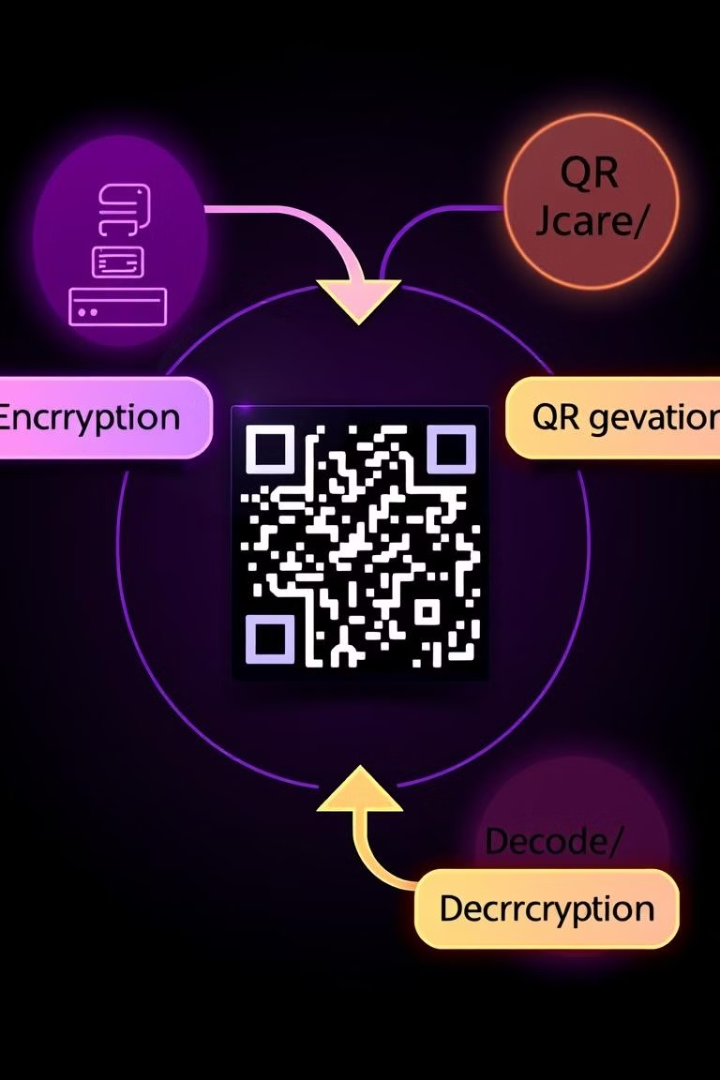 QR
Jcare/
Encrryption
QR gevation
Decode/
Decrrcryption